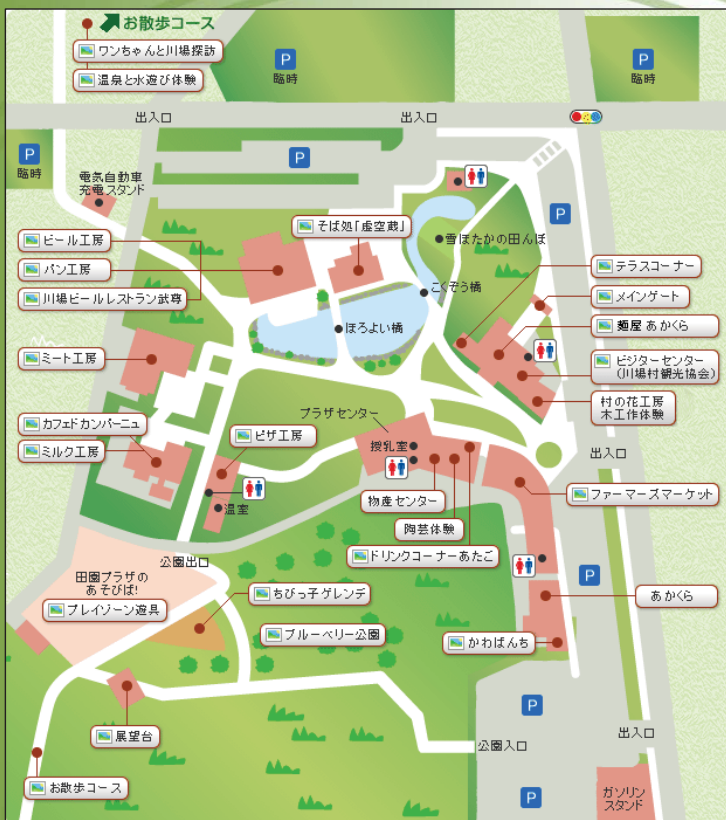 お散歩コース
ワンちゃんと川場探訪
温泉と水遊び体験
P
臨時
P
臨時
出入口
出入口
P
臨時
P
電気自動車
充電スタンド
P
ビール工房
そば処「虚空蔵」
雪ほたかの田んぼ
パン工房
テラスコーナー
川場ビールレストラン武尊
こくぞう橋
メインゲート
ほろよい橋
麺屋 あかくら
ミート工房
ビジターセンター
(川場村観光協会)
プラザセンター
村の花工房
木工作体験
カフェドカンパーニュ
ピザ工房
授乳室
出入口
ミルク工房
物産センター
ファーマーズマーケット
温室
陶芸体験
公園出口
ドリンクコーナーあたご
田園プラザの
あそびば!
P
プレイゾーン遊具
ちびっ子ゲレンデ
あかくら
ブルーベリー公園
かわばんち
P
展望台
公園入口
出入口
お散歩コース
P
ガソリン
スタンド